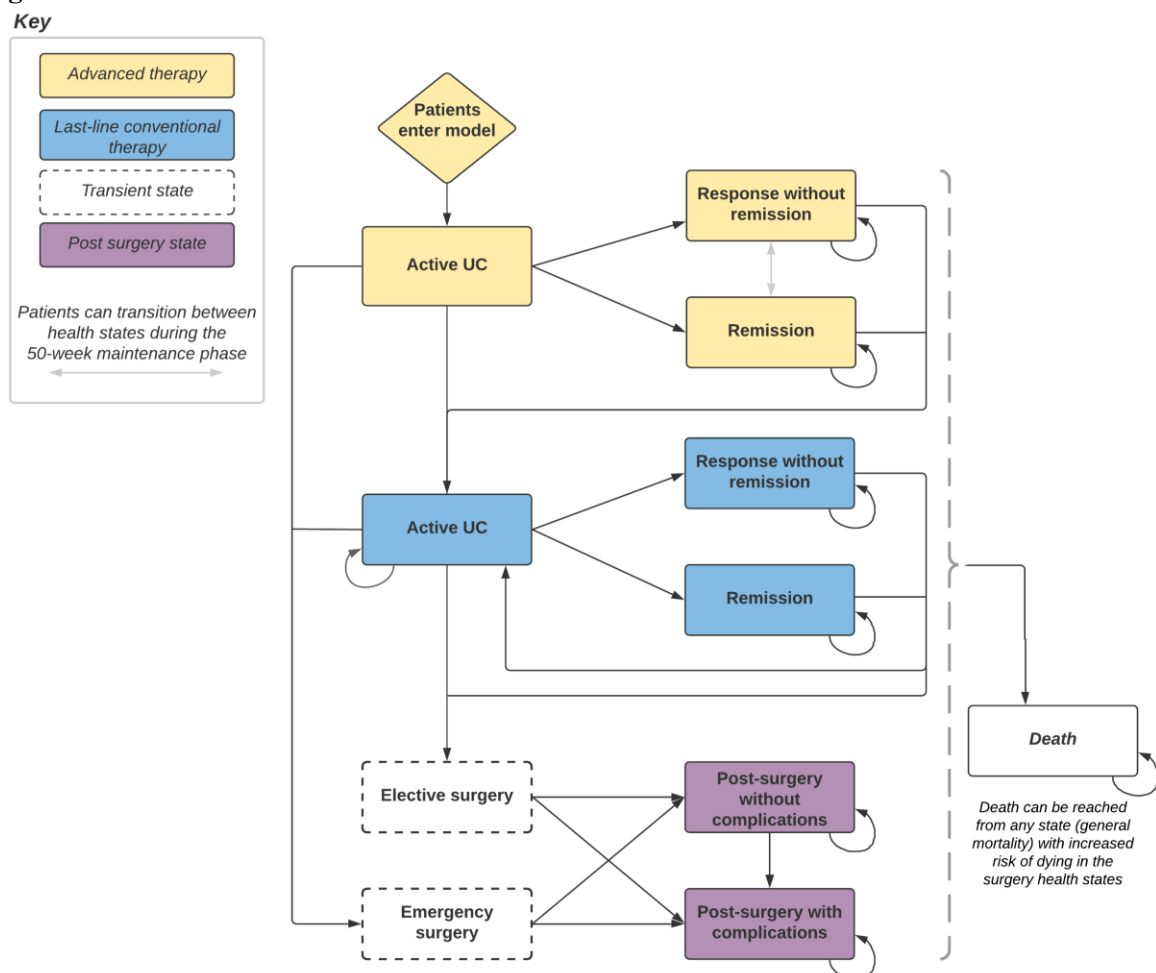 Key
Advanced therapy
Last-line conventional
therapy
Transient state
Post surgery state
Patients can transition between
health states during the
50-week maintenance phase
Patients
enter model
Response without
remission
Active UC
Remission
Response without
remission
Active UC
Remission
Death
Death can be reached
from any state (general
mortality) with increased
risk of dying in the
surgery health states
Elective surgery
Post-surgery
without
complications
Emergency
surgery
Post-surgery with
complications